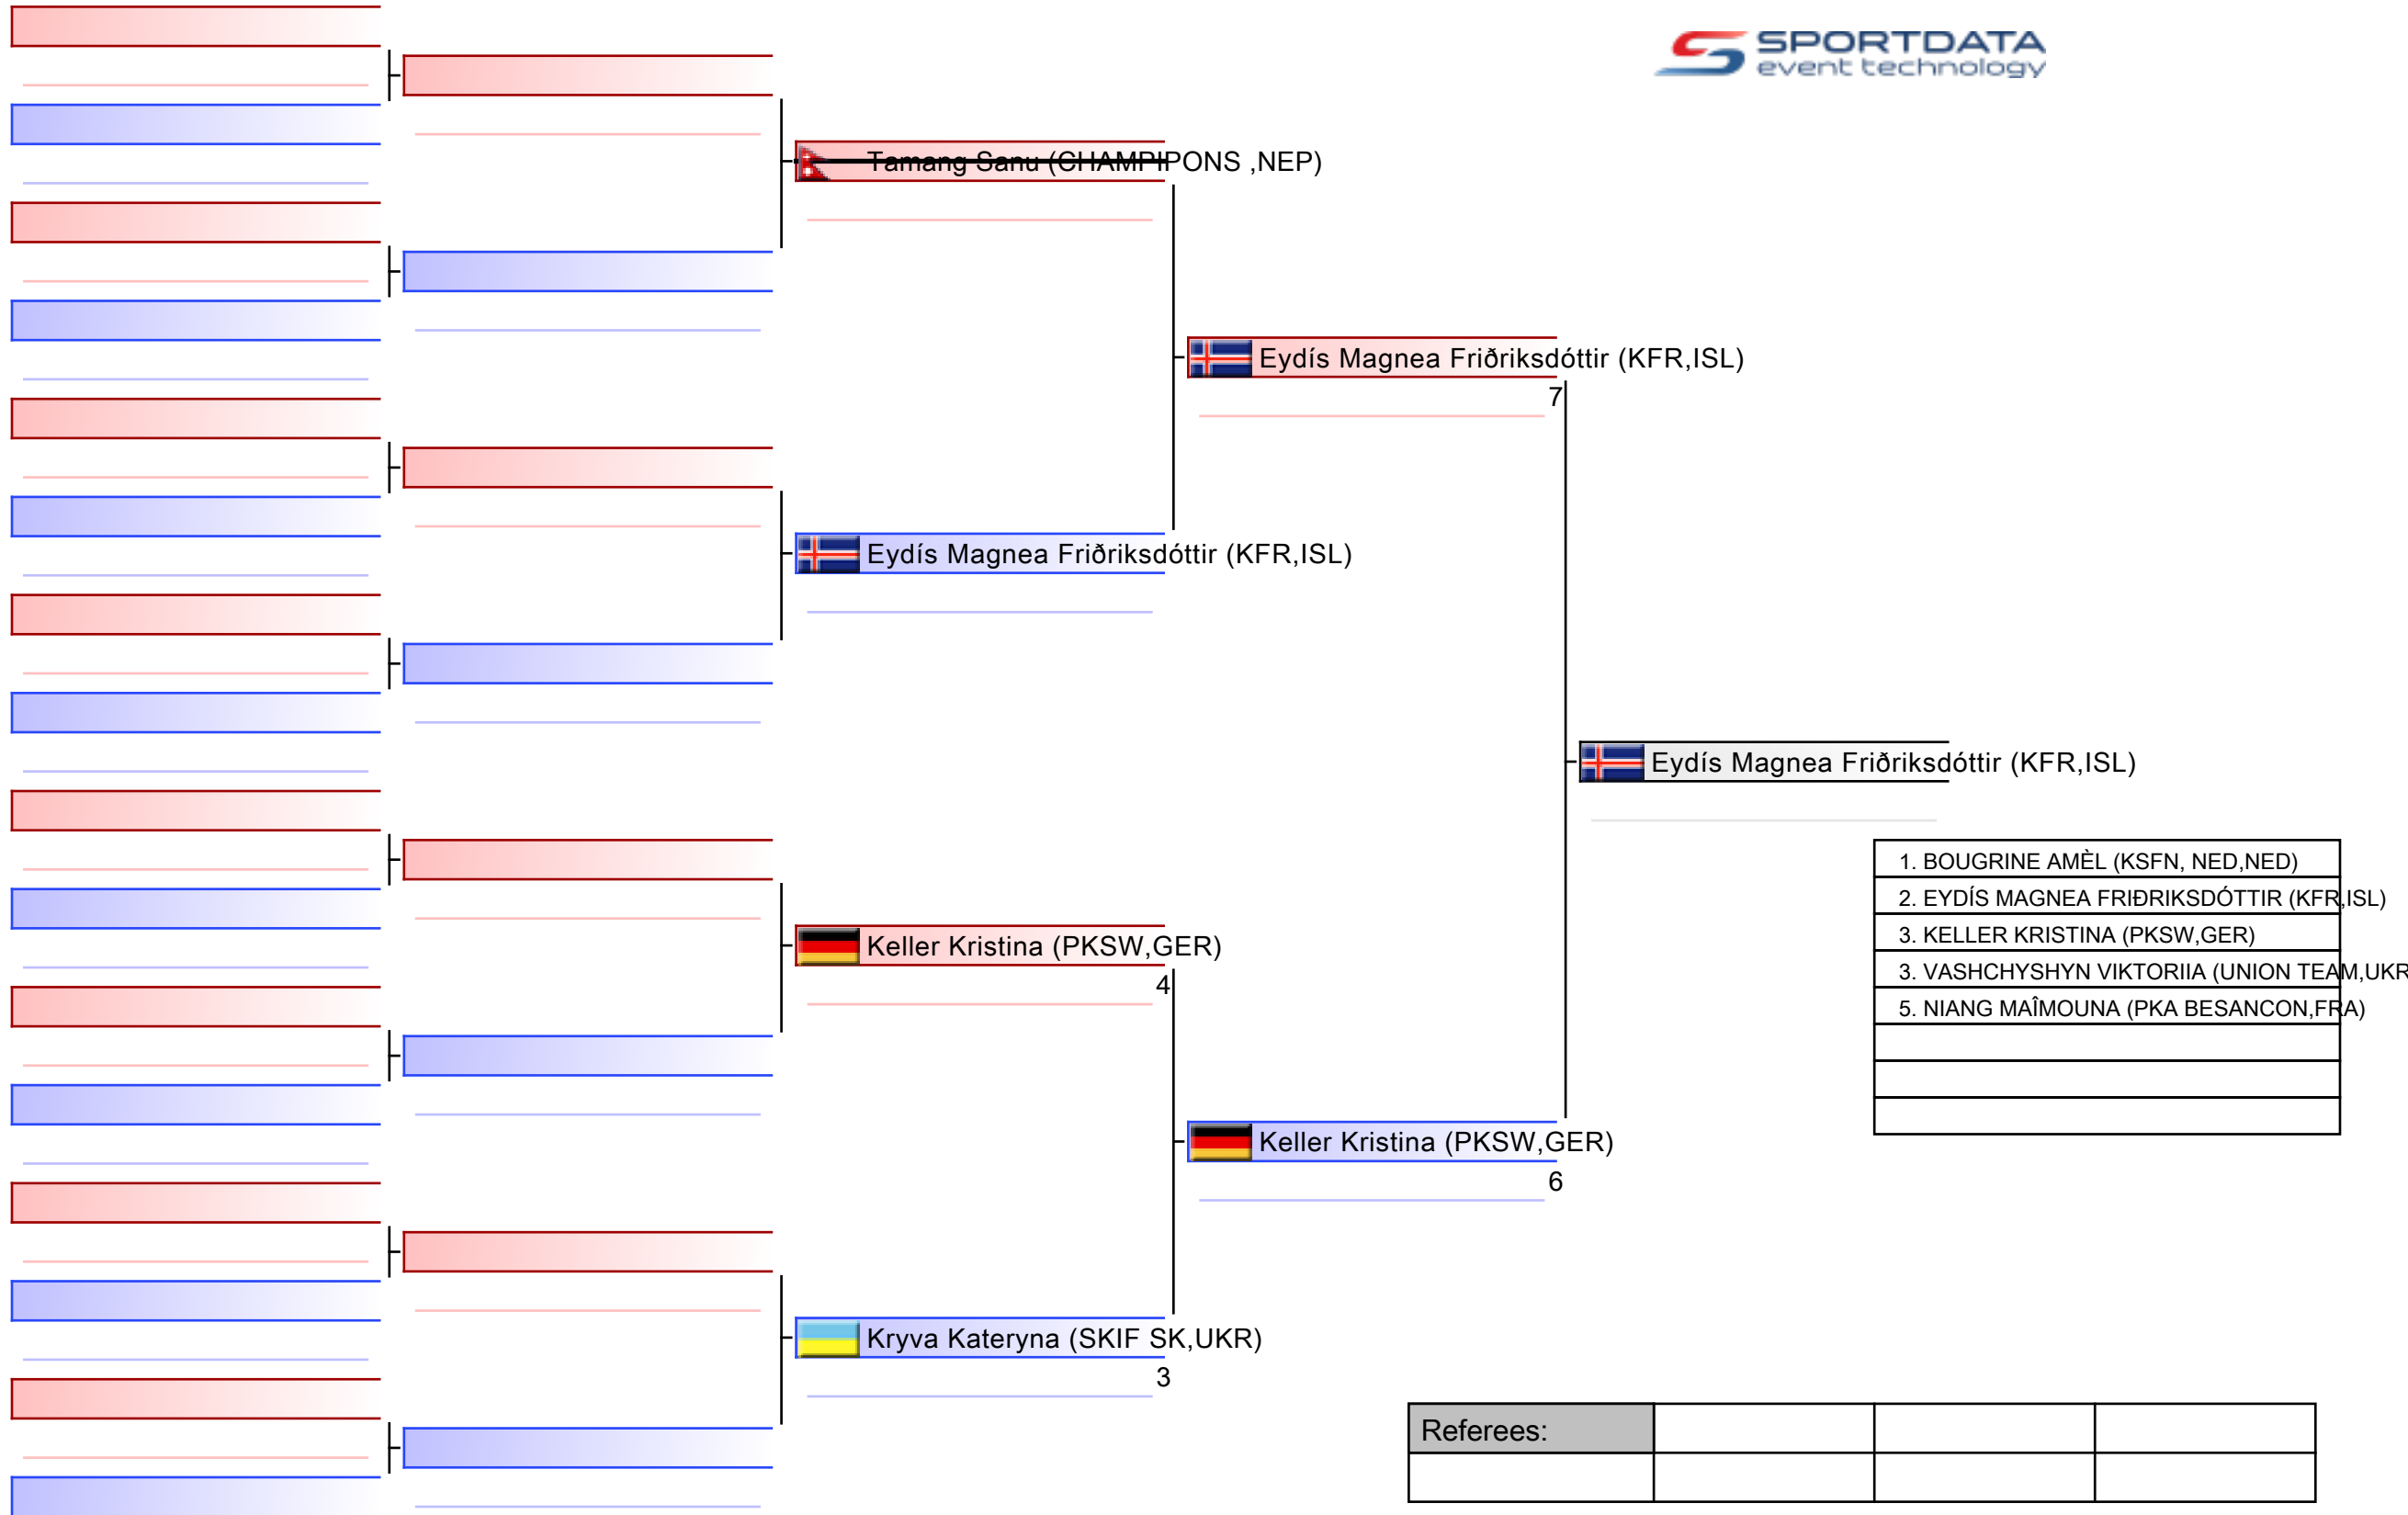 SPORTDATA
event technology
Tamang Sanu (CHAMPIPONS ,NEP)
Eydís Magnea Friðriksdóttir (KFR,ISL)
7
Eydís Magnea Friðriksdóttir (KFR,ISL)
Eydís Magnea Friðriksdóttir (KFR,ISL)
1. BOUGRINE AMÈL (KSFN, NED,NED)
2. EYDÍS MAGNEA FRIÐRIKSDÓTTIR (KFR,ISL)
3. KELLER KRISTINA (PKSW,GER)
3. VASHCHYSHYN VIKTORIIA (UNION TEAM,UKR
5. NIANG MAÎMOUNA (PKA BESANCON,FRA)
Keller Kristina (PKSW,GER)
4
Keller Kristina (PKSW,GER)
6
Kryva Kateryna (SKIF SK,UKR)
3
Referees: